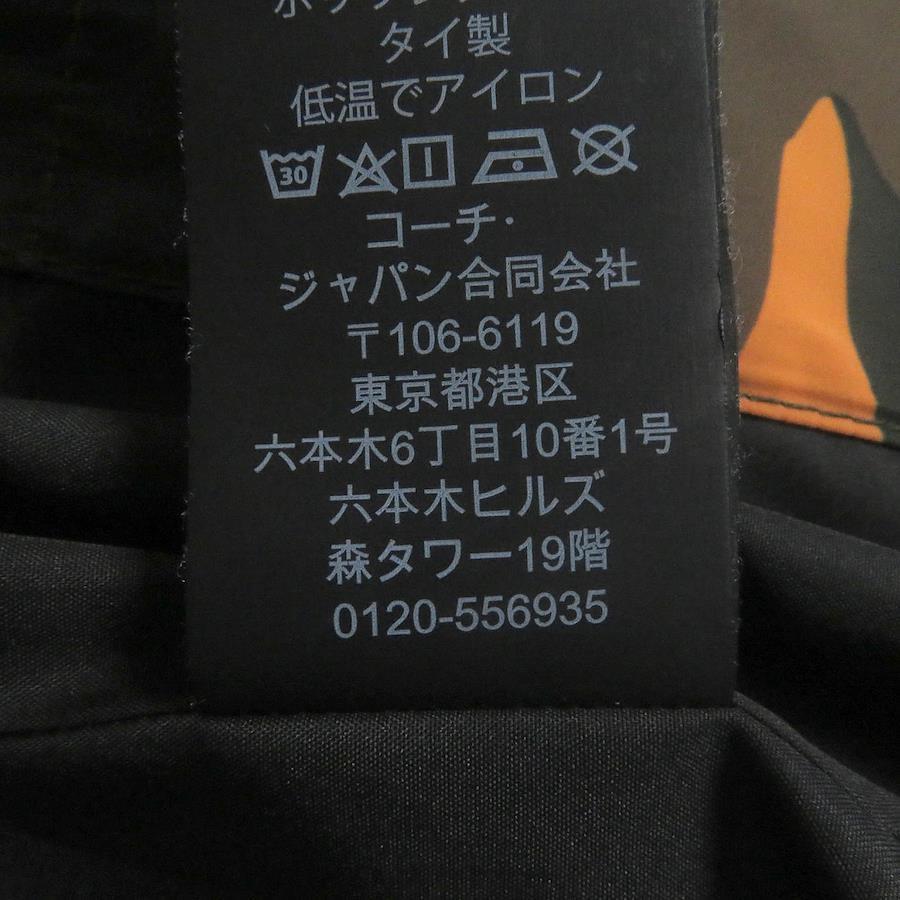 タイ製
低温でアイロン
30
コーチ・
ジャパン合同会社
〒106-6119
東京都港区
六本木6丁目10番1号
六本木ヒルズ
森タワー19階
0120-556935